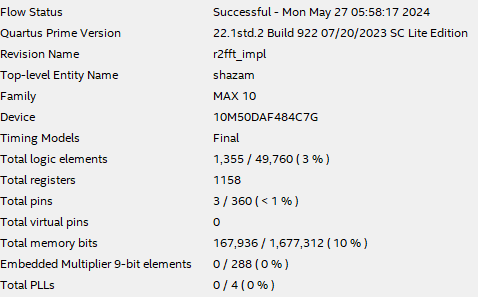 Flow Status Successful - Mon May 27 05:58:17 2024
Quartus Prime Version 22.1std.2 Build 922 07/20/2023 SC Lite Edition
Revision Name r2fft_impl
Top-level Entity Name shazam
Family MAX 10
Device 10M50DAF484C7G
Timing Models Final
Total logic elements 1,355 / 49,760 ( 3 % )
Total registers 1158
Total pins 3 / 360 ( < 1 % )
Total virtual pins 0
Total memory bits 167,936 / 1,677,312 ( 10 % )
Embedded Multiplier 9-bit elements 0 / 288 ( 0 % )
Total PLLs 0 / 4 ( 0 % )